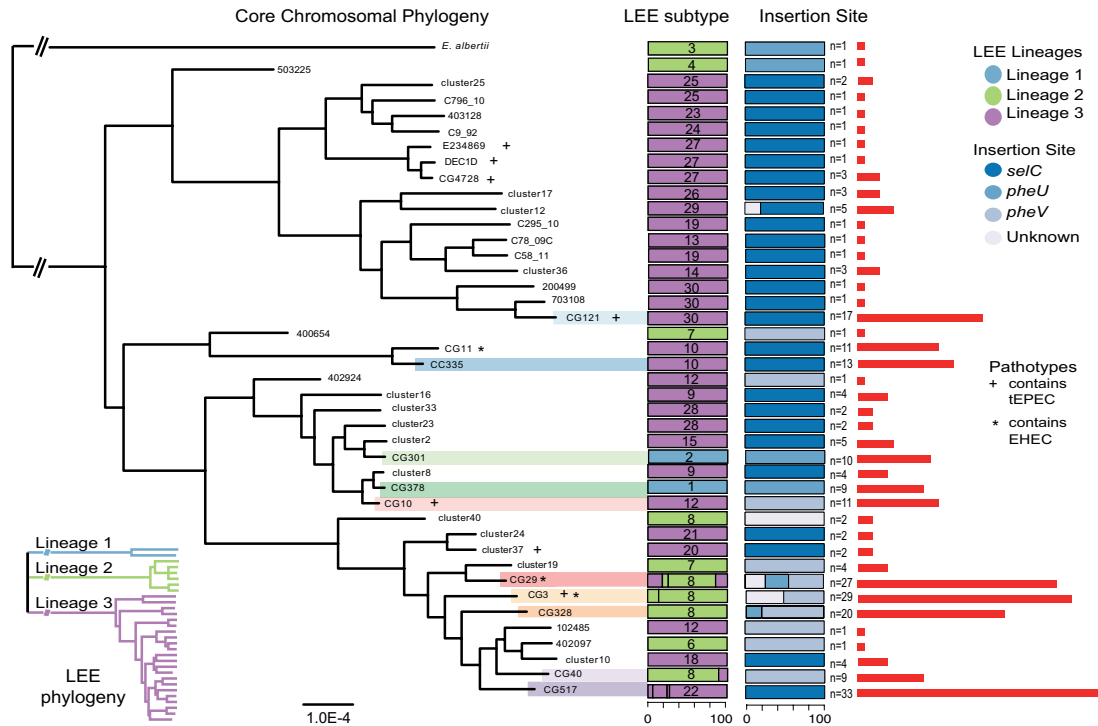 Core Chromosomal Phylogeny LEE subtype Insertion Site
E. albertii 3 n=1
503225 4 n=1
cluster25 25 n=2
C796_10 25 n=1
403128 23 n=1
C9_92 24 n=1
E234869 + 27 n=1
DEC1D + 27 n=1
CG4728 + 27 n=3
cluster17 26 n=3
cluster12 29 n=5
C295_10 19 n=1
C78_09C 13 n=1
C58_11 19 n=1
cluster36 14 n=3
200499 30 n=1
703108 30 n=1
CG121 + 30 n=17
400654 7 n=1
CG11 * 10 n=11
CC335 10 n=13
402924 12 n=1
cluster16 9 n=4
cluster33 28 n=2
cluster23 28 n=2
cluster2 15 n=5
CG301 2 n=10
cluster8 9 n=4
CG378 1 n=9
CG10 + 12 n=11
cluster40 8 n=2
cluster24 21 n=2
cluster37 + 20 n=2
cluster19 7 n=4
CG29 * 8 n=27
CG3 + * 8 n=29
CG328 8 n=20
102485 12 n=1
402097 6 n=1
cluster10 18 n=4
CG40 8 n=9
CG517 22 n=33
0 100 0 100
1.0E-4
LEE Lineages
Lineage 1
Lineage 2
Lineage 3
Insertion Site
selC
pheU
pheV
Unknown
Pathotypes
+ contains
tEPEC
* contains
EHEC
Lineage 1
Lineage 2
Lineage 3
LEE
phylogeny